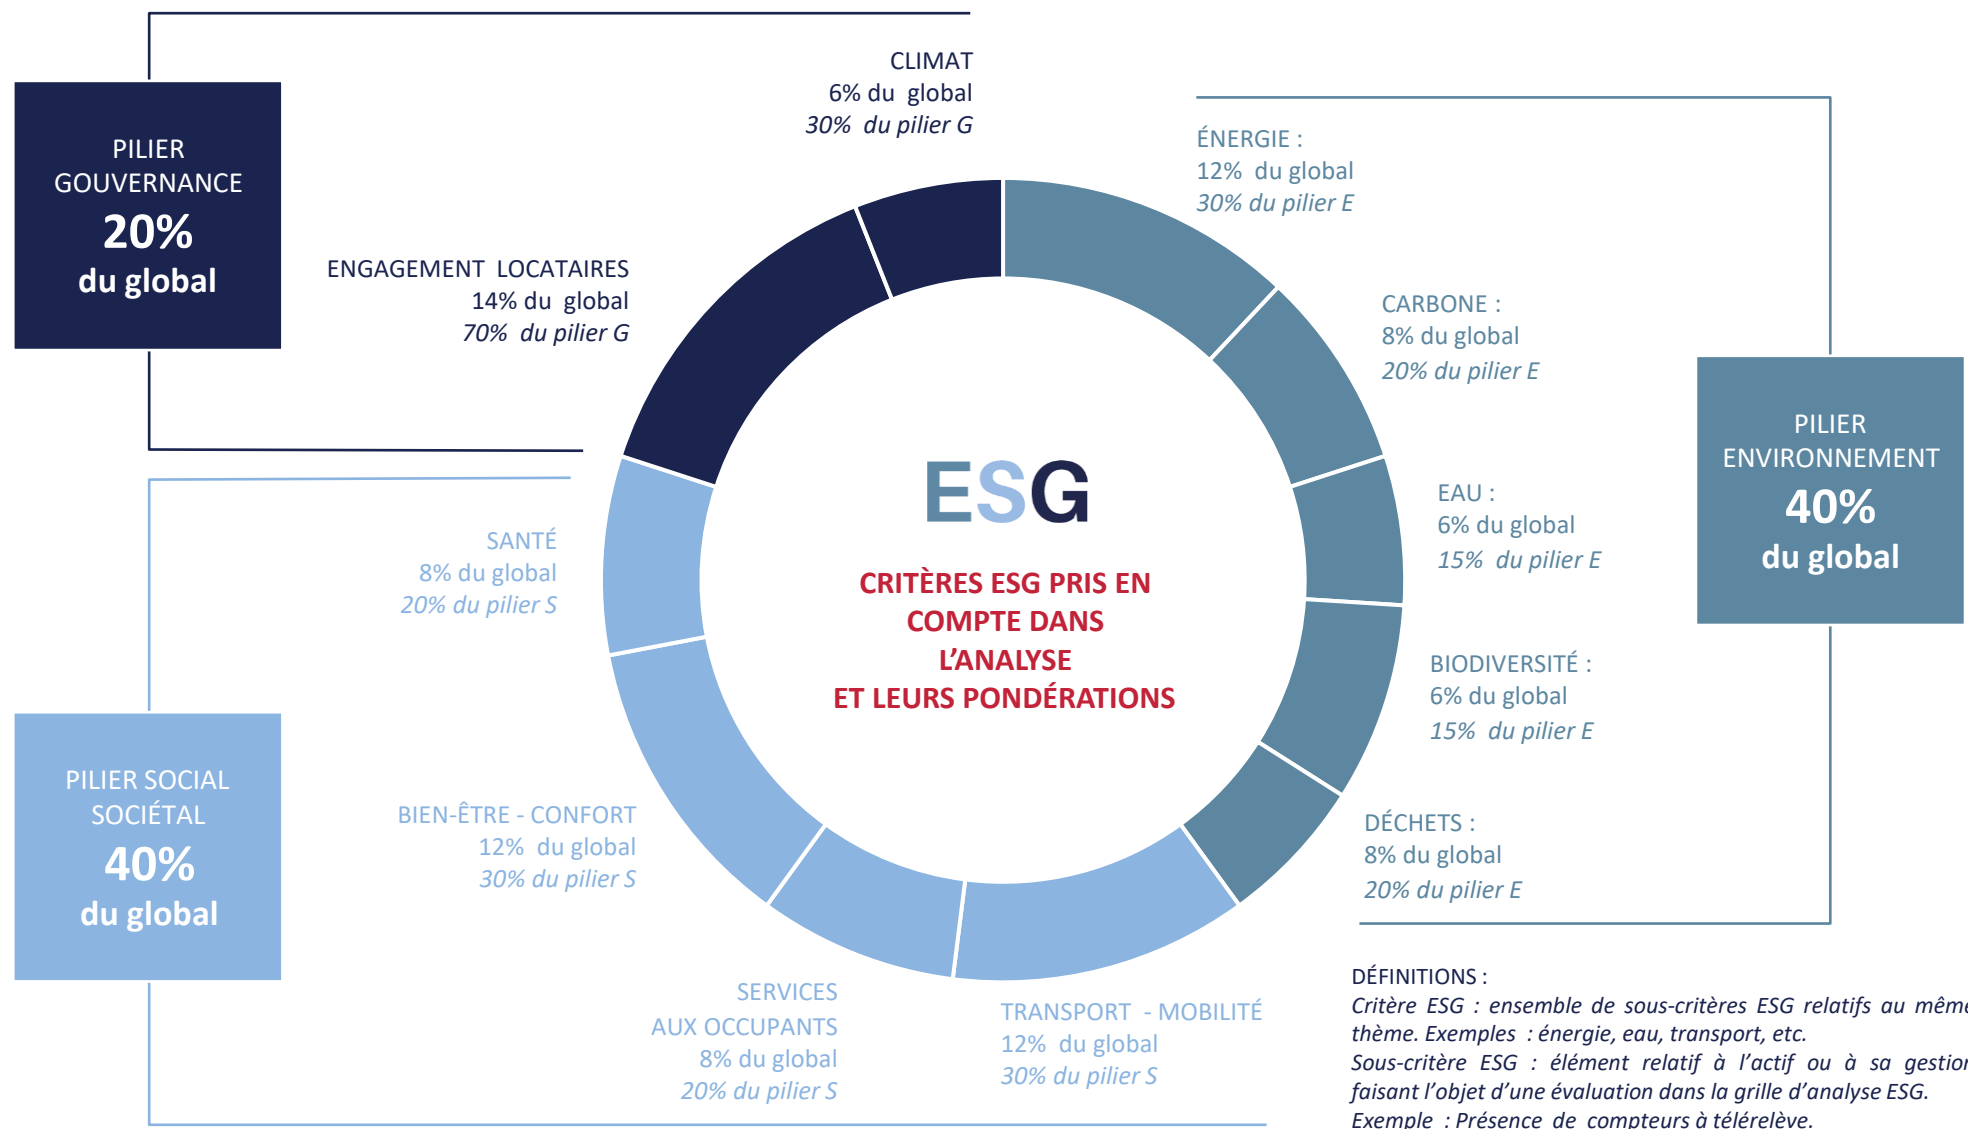 CLIMAT
6% du global
30% du pilier G
PILIER
GOUVERNANCE
20%
du global
ENGAGEMENT LOCATAIRES
14% du global
70% du pilier G
ÉNERGIE :
12% du global
30% du pilier E
CARBONE :
8% du global
20% du pilier E
EAU :
6% du global
15% du pilier E
BIODIVERSITÉ :
6% du global
15% du pilier E
DÉCHETS :
8% du global
20% du pilier E
PILIER
ENVIRONNEMENT
40%
du global
ESG
CRITÈRES ESG PRIS EN
COMPTE DANS
L’ANALYSE
ET LEURS PONDÉRATIONS
SANTÉ
8% du global
20% du pilier S
PILIER SOCIAL
SOCIÉTAL
40%
du global
BIEN-ÊTRE - CONFORT
12% du global
30% du pilier S
SERVICES
AUX OCCUPANTS
8% du global
20% du pilier S
TRANSPORT - MOBILITÉ
12% du global
30% du pilier S
DÉFINITIONS :
Critère ESG : ensemble de sous-critères ESG relatifs au même
thème. Exemples : énergie, eau, transport, etc.
Sous-critère ESG : élément relatif à l’actif ou à sa gestion
faisant l’objet d’une évaluation dans la grille d’analyse ESG.
Exemple : Présence de compteurs à télérelève.